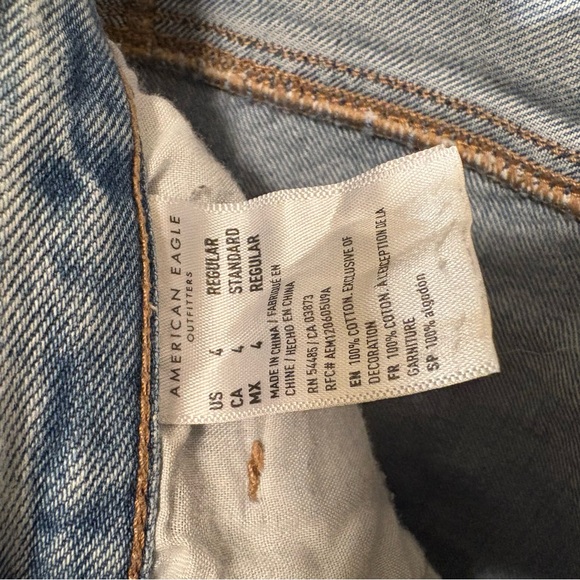 AMERICAN EAGLE
OUTFITTERS
US 4 REGULAR
CA 4 STANDARD
MX 4 REGULAR
MADE IN CHINA / FABRIQUÉ EN
CHINE / HECHO EN CHINA
RN 54485 / CA 03873
RFC# AEM120605U9A
EN 100% COTTON, EXCLUSIVE OF
DECORATION
FR 100% COTON, À L'EXCEPTION DE LA
GARNITURE
SP 100% algodon